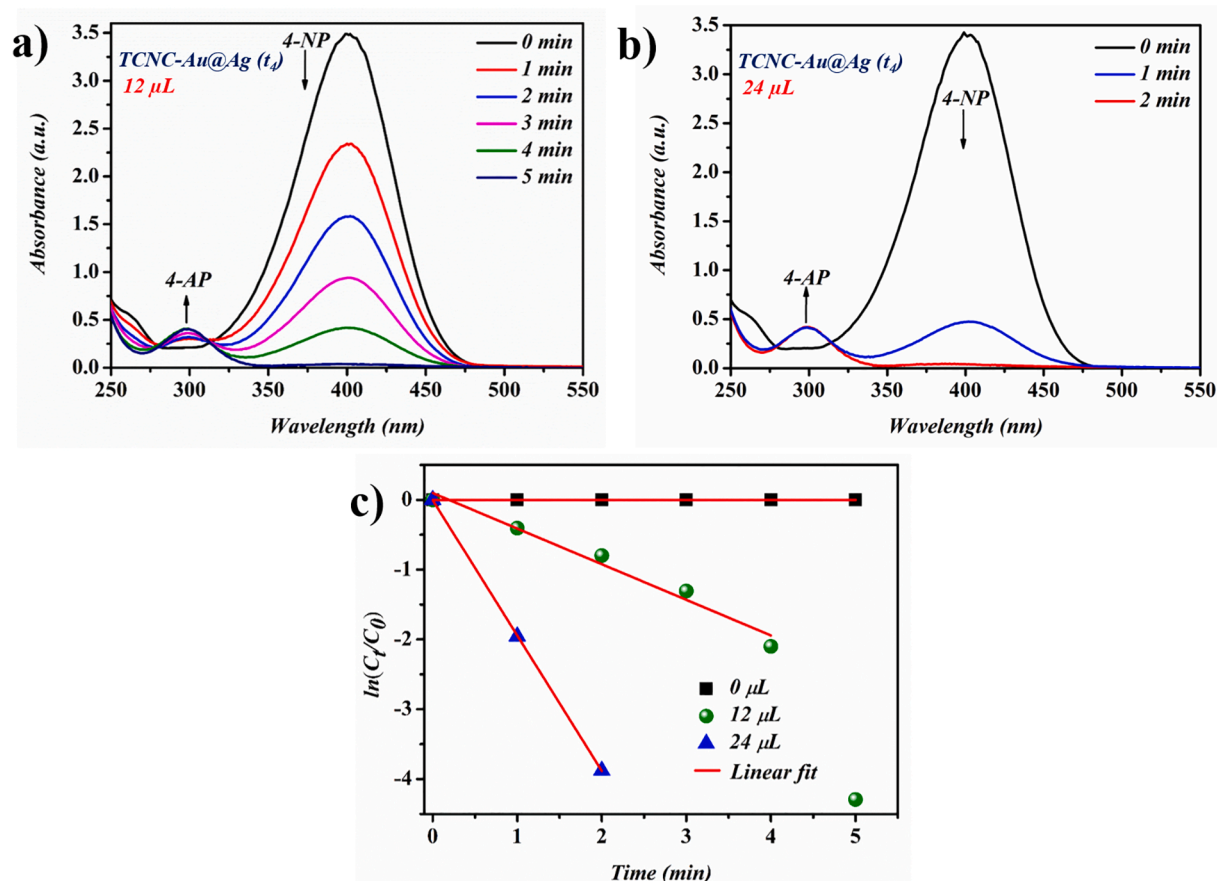 a)
TCNC-Au@Ag (t4)
12 μL
4-NP
4-AP
0 min
1 min
2 min
3 min
4 min
5 min
3.5
3.0
2.5
2.0
1.5
1.0
0.5
0.0
250 300 350 400 450 500 550
Absorbance (a.u.)
Wavelength (nm)
b)
TCNC-Au@Ag (t4)
24 μL
4-NP
4-AP
0 min
1 min
2 min
3.5
3.0
2.5
2.0
1.5
1.0
0.5
0.0
250 300 350 400 450 500 550
Absorbance (a.u.)
Wavelength (nm)
c)
0
-1
-2
-3
-4
ln(Ct/C0)
0 μL
12 μL
24 μL
Linear fit
0 1 2 3 4 5
Time (min)